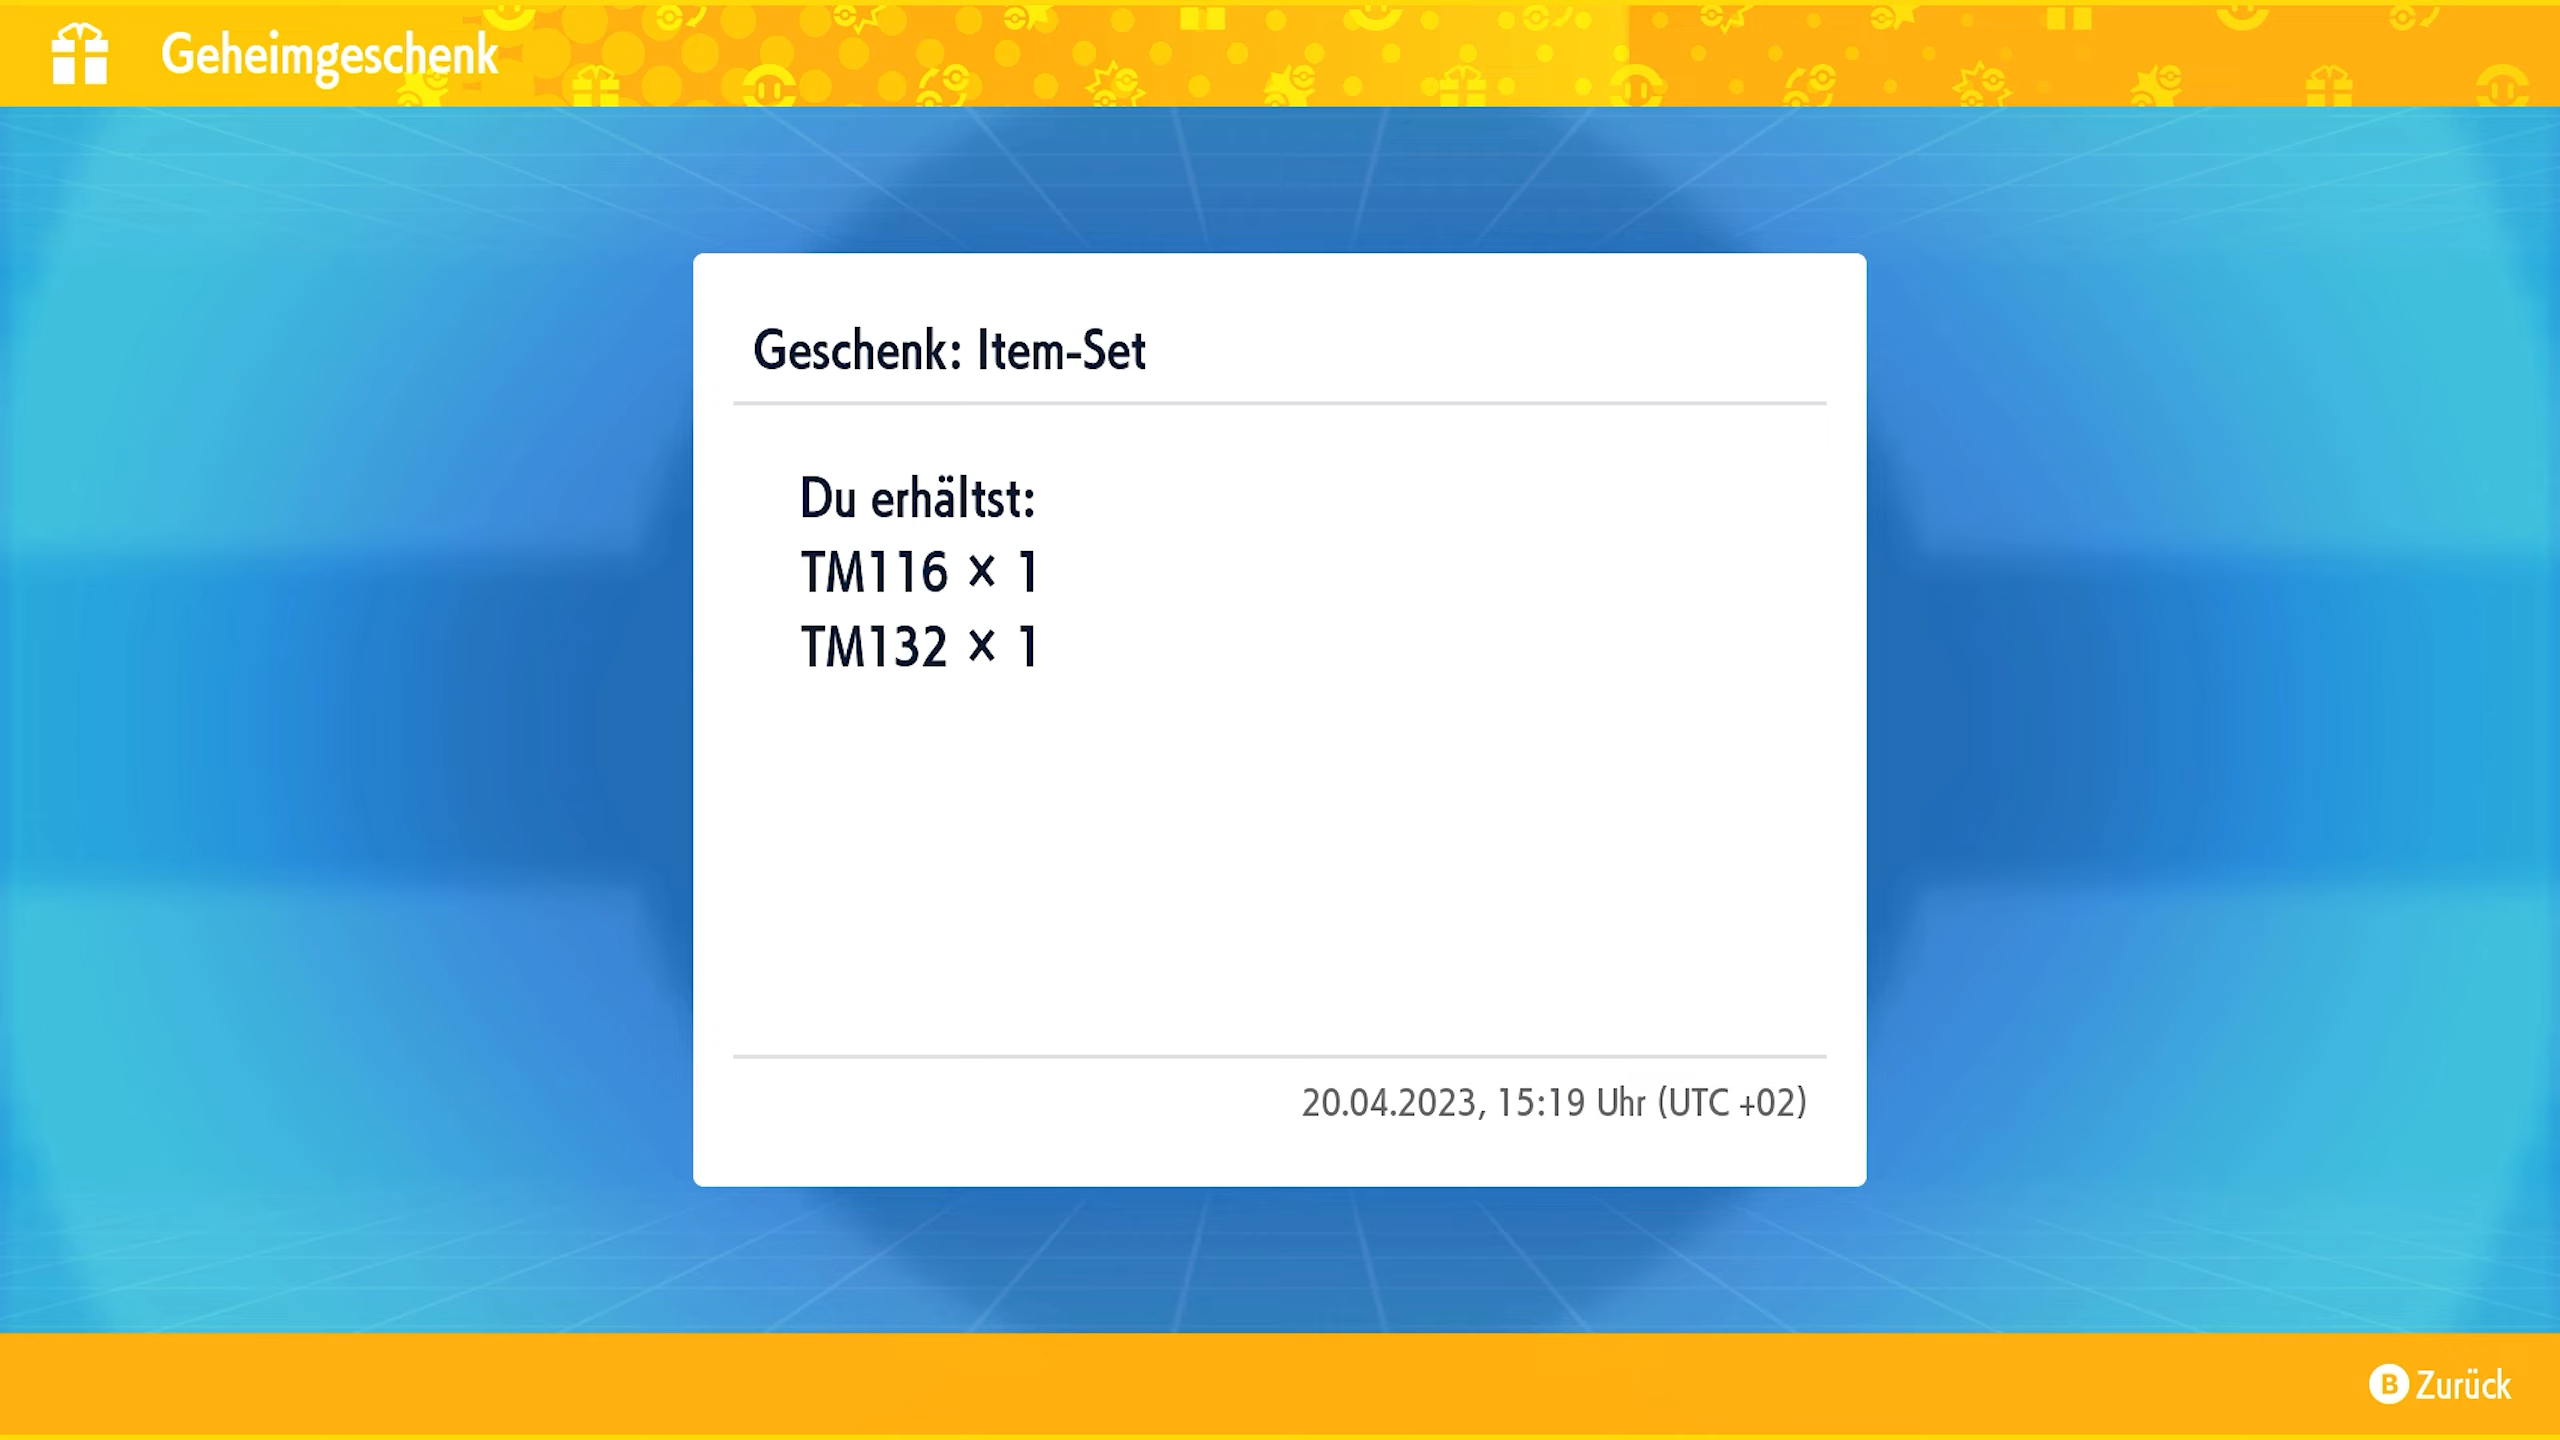 Geheimgeschenk
Geschenk: Item-Set
Du erhältst:
TM116 × 1
TM132 × 1
20.04.2023, 15:19 Uhr (UTC +02)
B Zurück